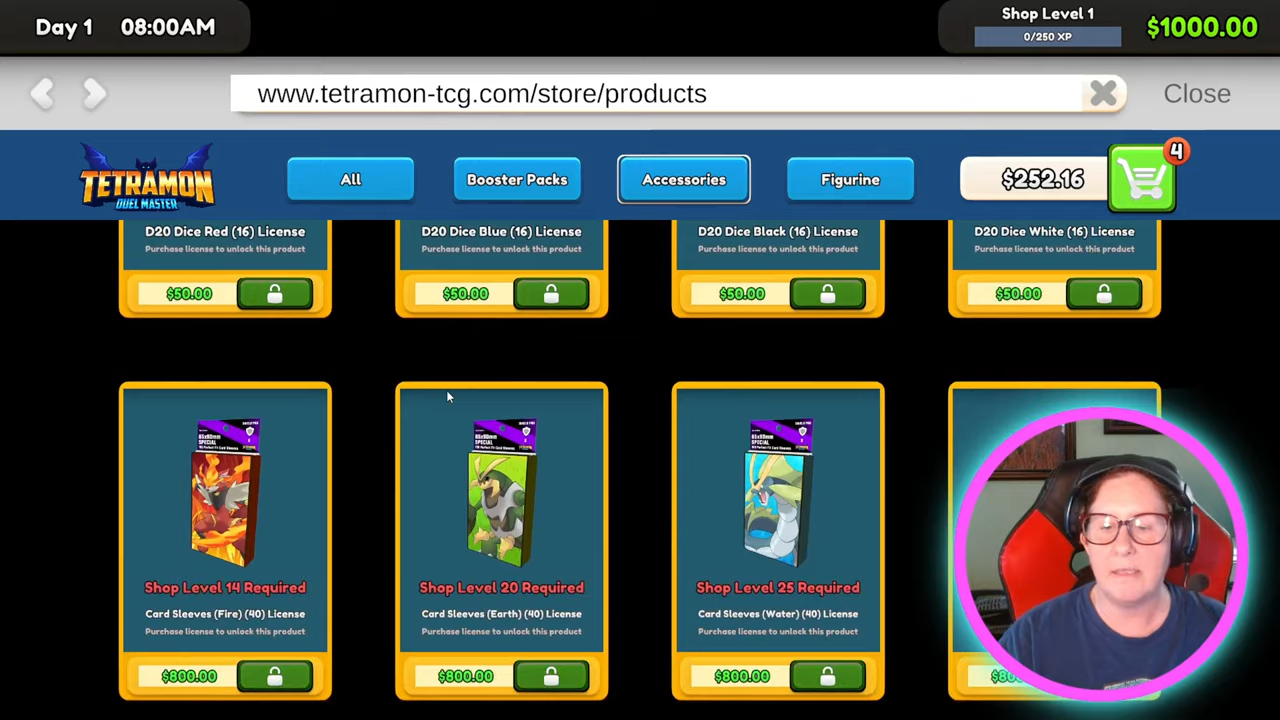 Day 1 08:00AM
Shop Level 1
0/250 XP
$1000.00
www.tetramon-tcg.com/store/products
Close
TETRAMON
DUEL MASTER
All
Booster Packs
Accessories
Figurine
$252.16
4
D20 Dice Red (16) License
Purchase license to unlock this product
$50.00
D20 Dice Blue (16) License
Purchase license to unlock this product
$50.00
D20 Dice Black (16) License
Purchase license to unlock this product
$50.00
D20 Dice White (16) License
Purchase license to unlock this product
$50.00
SPECIAL
Shop Level 14 Required
Card Sleeves (Fire) (40) License
Purchase license to unlock this product
$800.00
SPECIAL
Shop Level 20 Required
Card Sleeves (Earth) (40) License
Purchase license to unlock this product
$800.00
SPECIAL
Shop Level 25 Required
Card Sleeves (Water) (40) License
Purchase license to unlock this product
$800.00